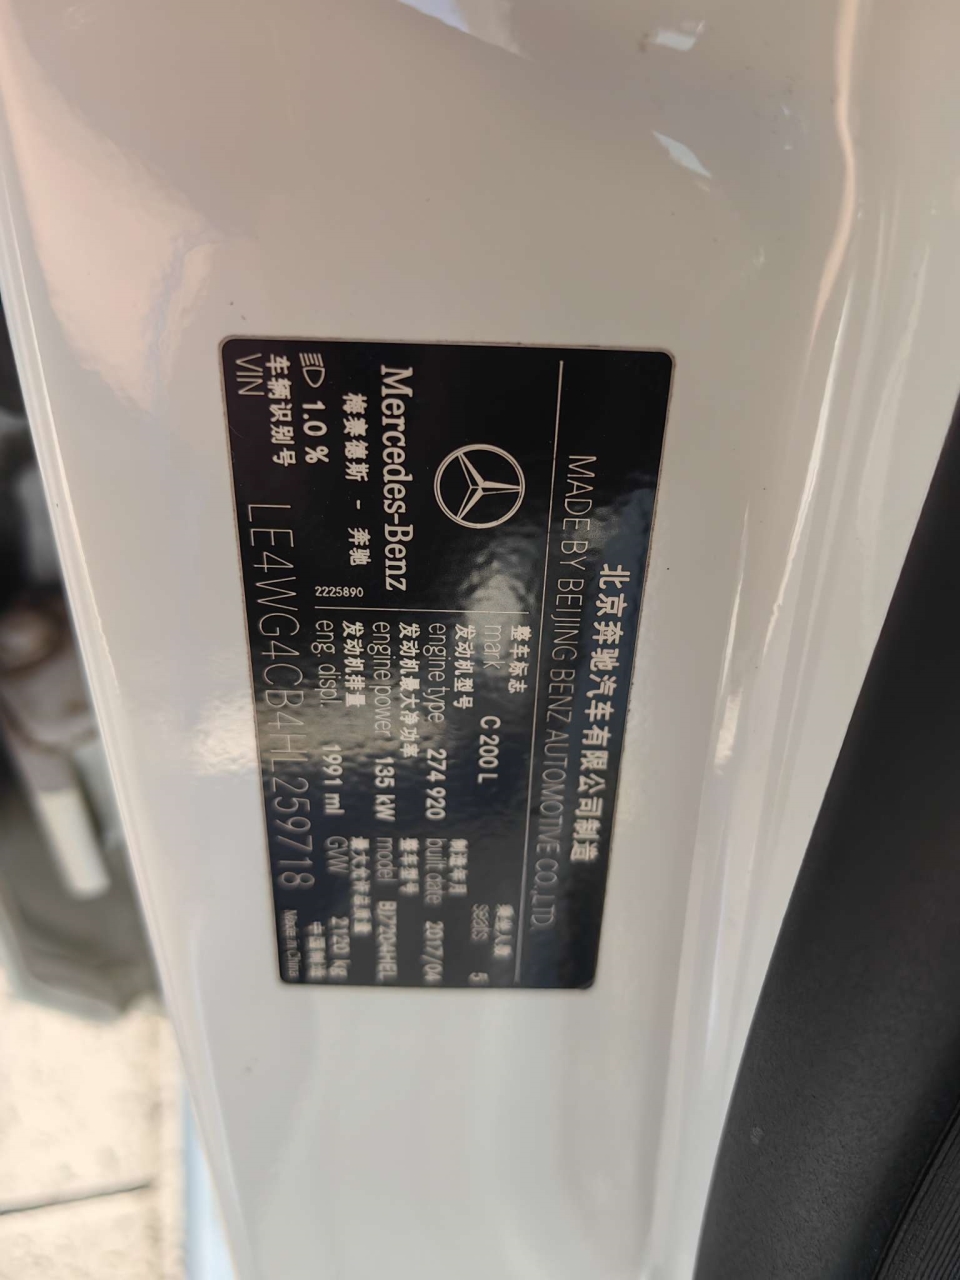 北京奔驰汽车有限公司制造
MADE BY BEIJING BENZ AUTOMOTIVE CO.,LTD.
Mercedes-Benz
梅赛德斯 - 奔驰
1.0 %
2225890
整车标志
mark C 200 L
乘坐人数
seats 5
发动机型号
engine type 274 920
制造年月
built date 2017/04
发动机最大净功率
engine power 135 kW
整车型号
model BJ7204HEL
发动机排量
eng. displ. 1991 ml
最大允许总质量
GVW 2120 kg
车辆识别号
VIN LE4WG4CB4HL259718
中国制造
Made in China